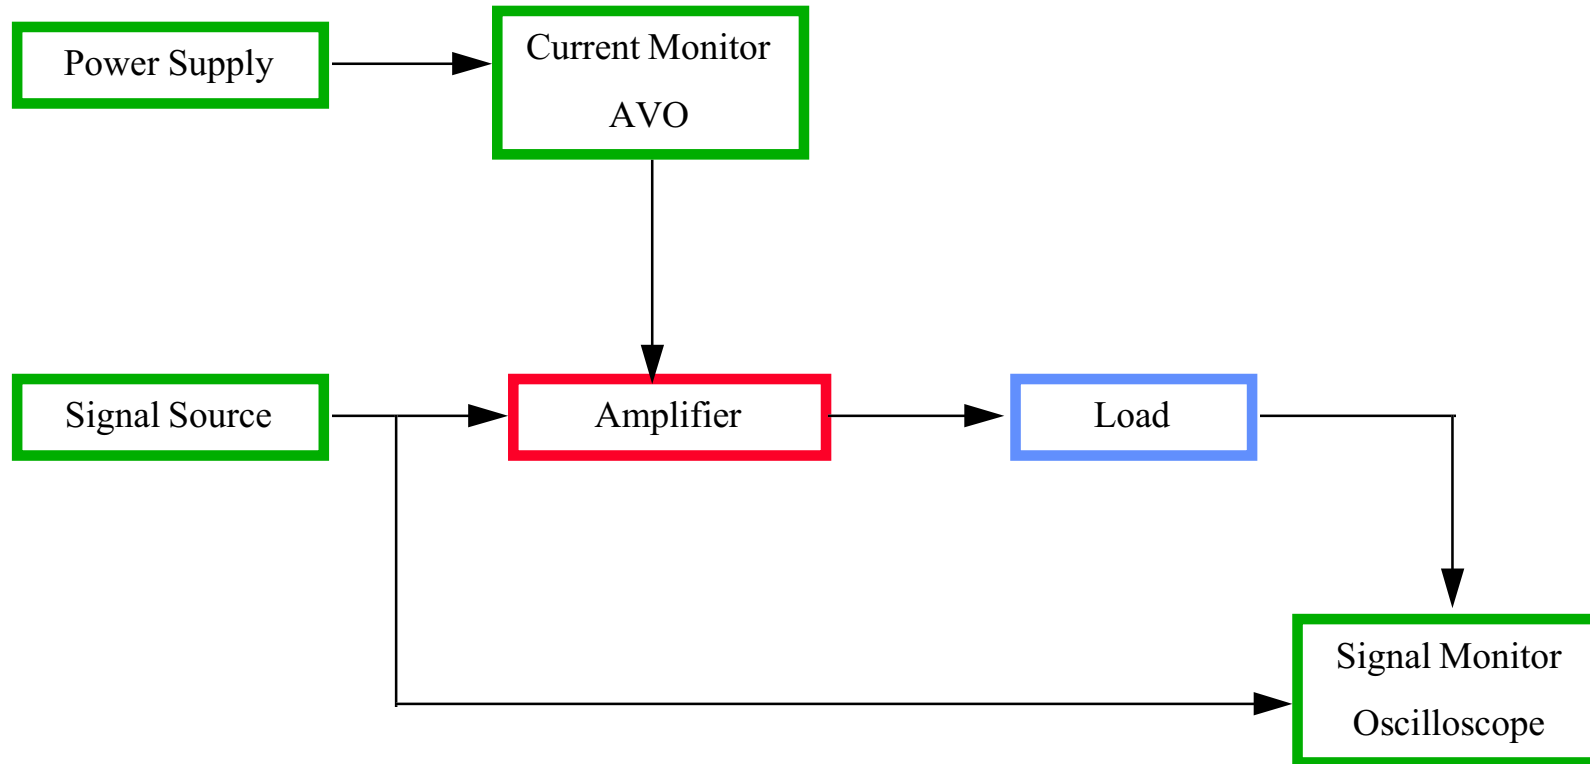 Power Supply
Current Monitor
AVO
Signal Source
Amplifier
Load
Signal Monitor
Oscilloscope